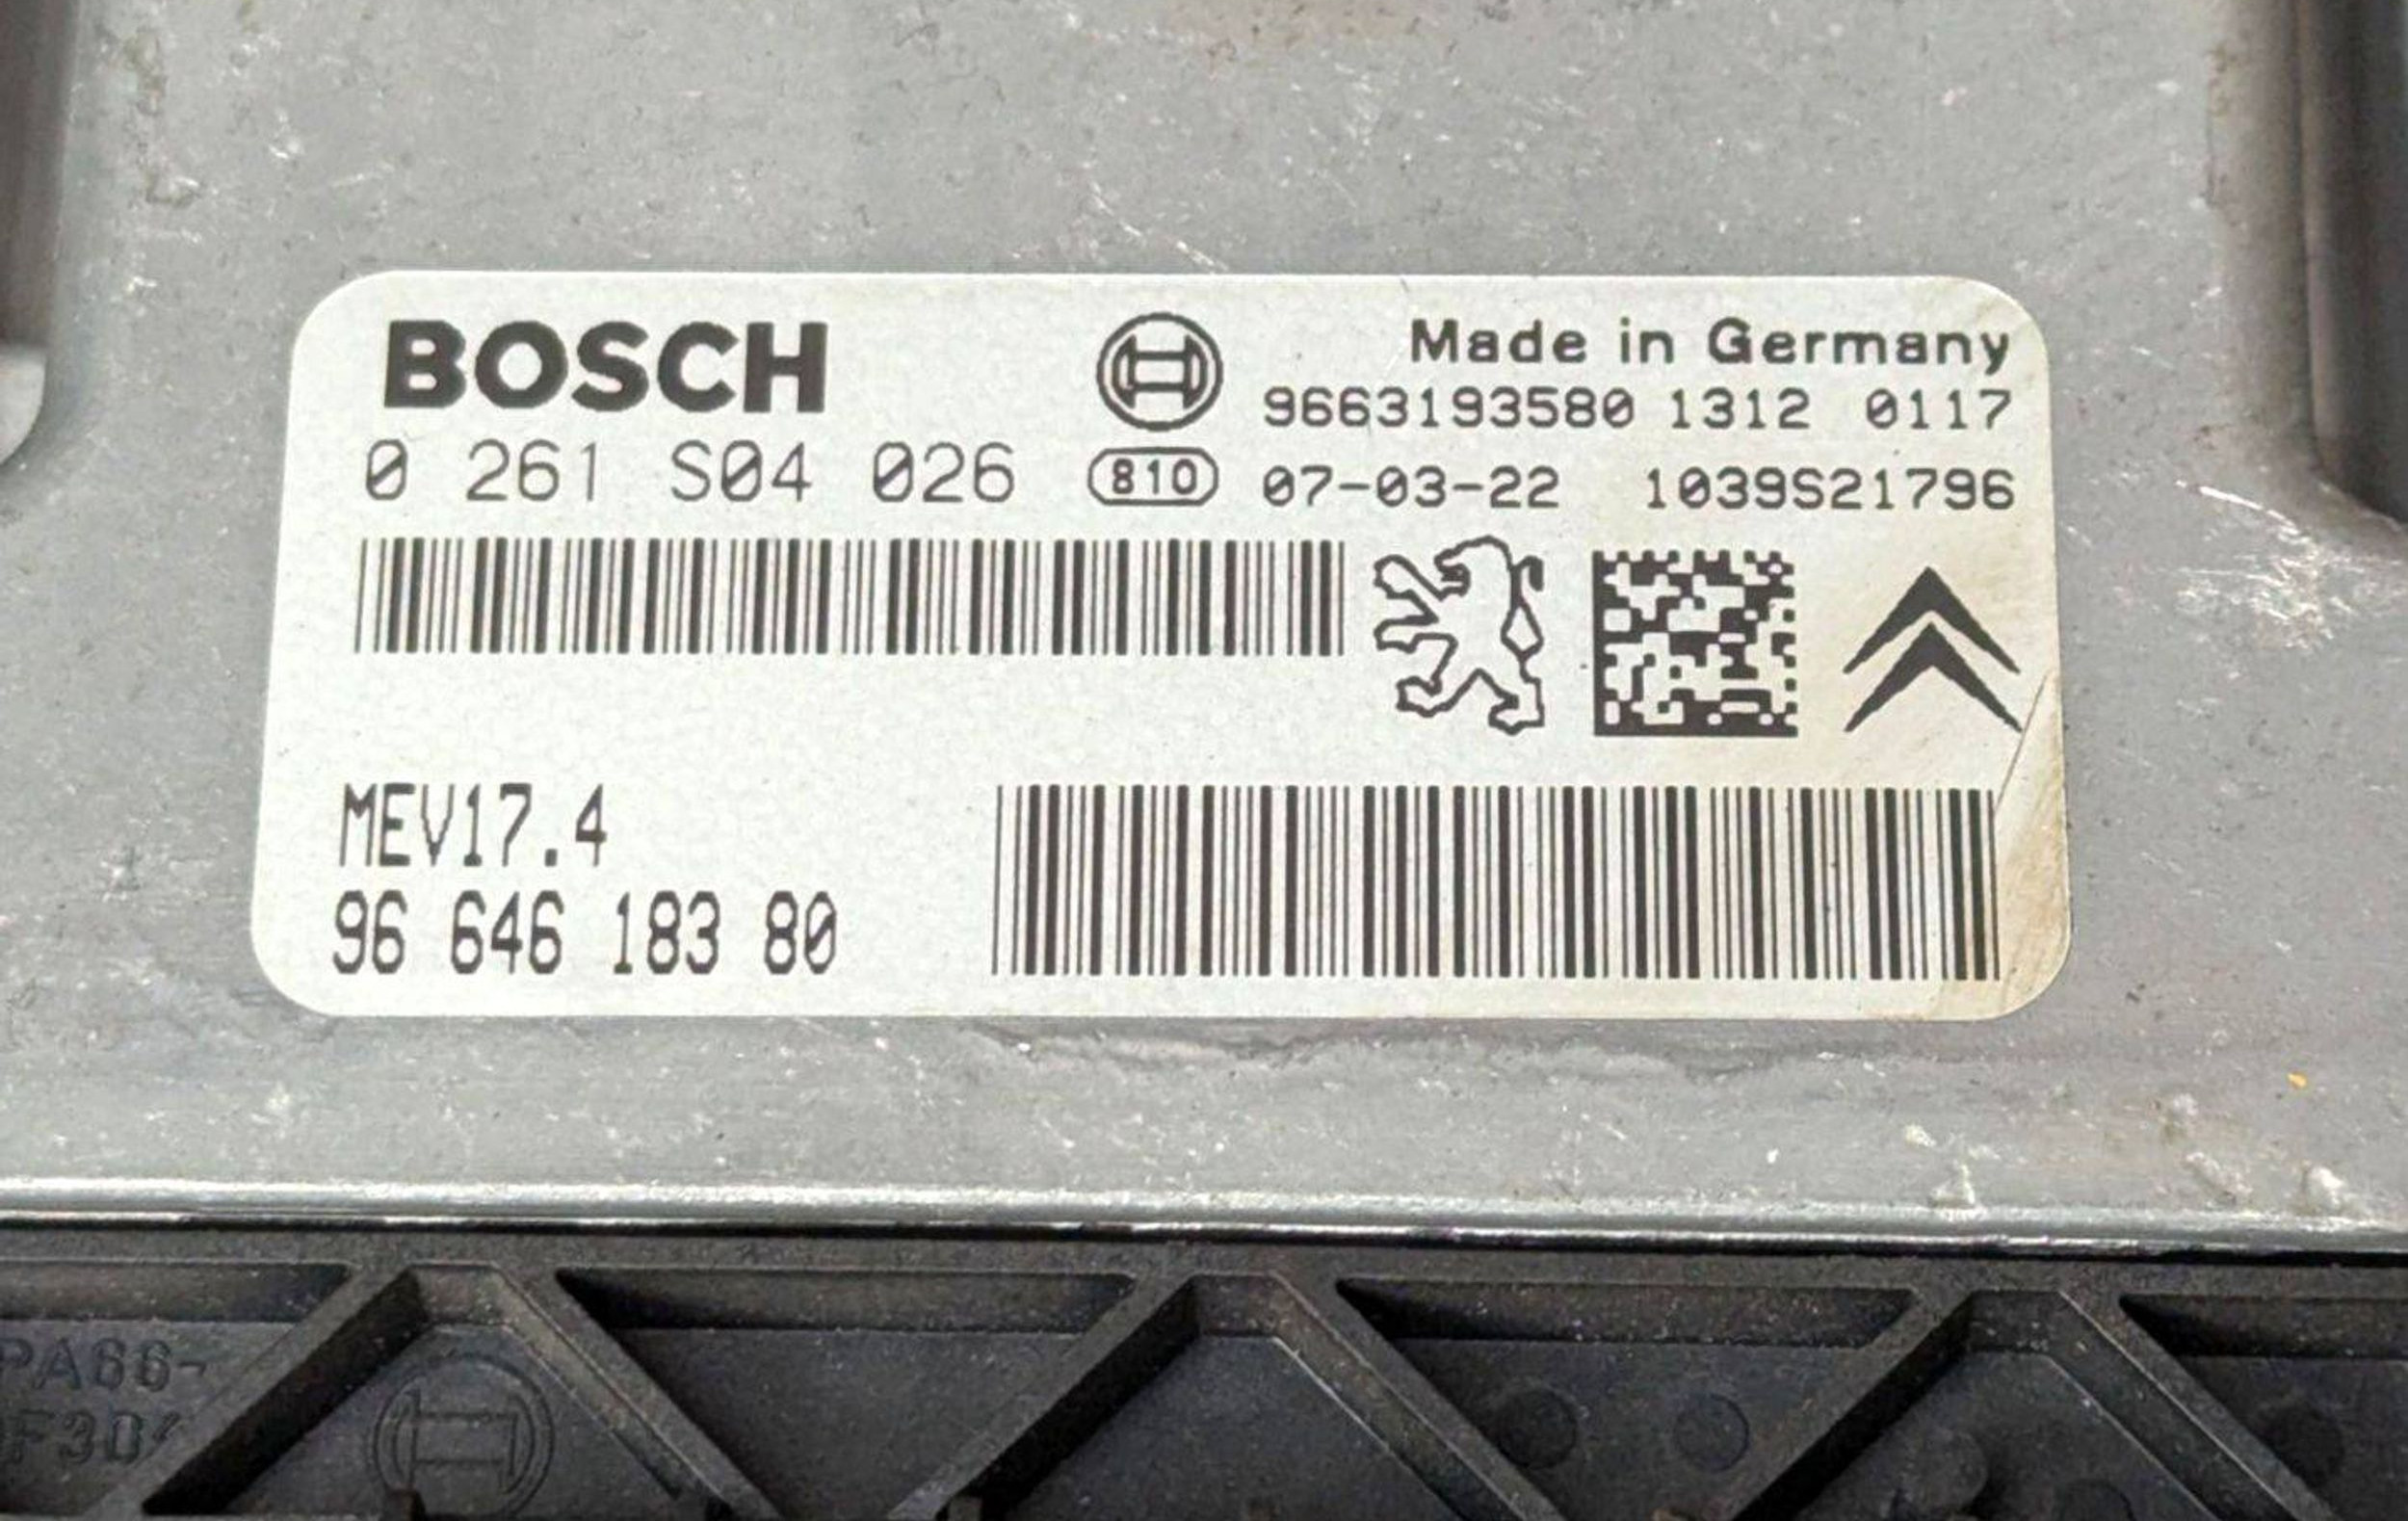 BOSCH
Made in Germany
9663193580 1312 0117
0 261 S04 026
810
07-03-22 1039S21796
MEV17.4
96 646 183 80
PA66-
F30